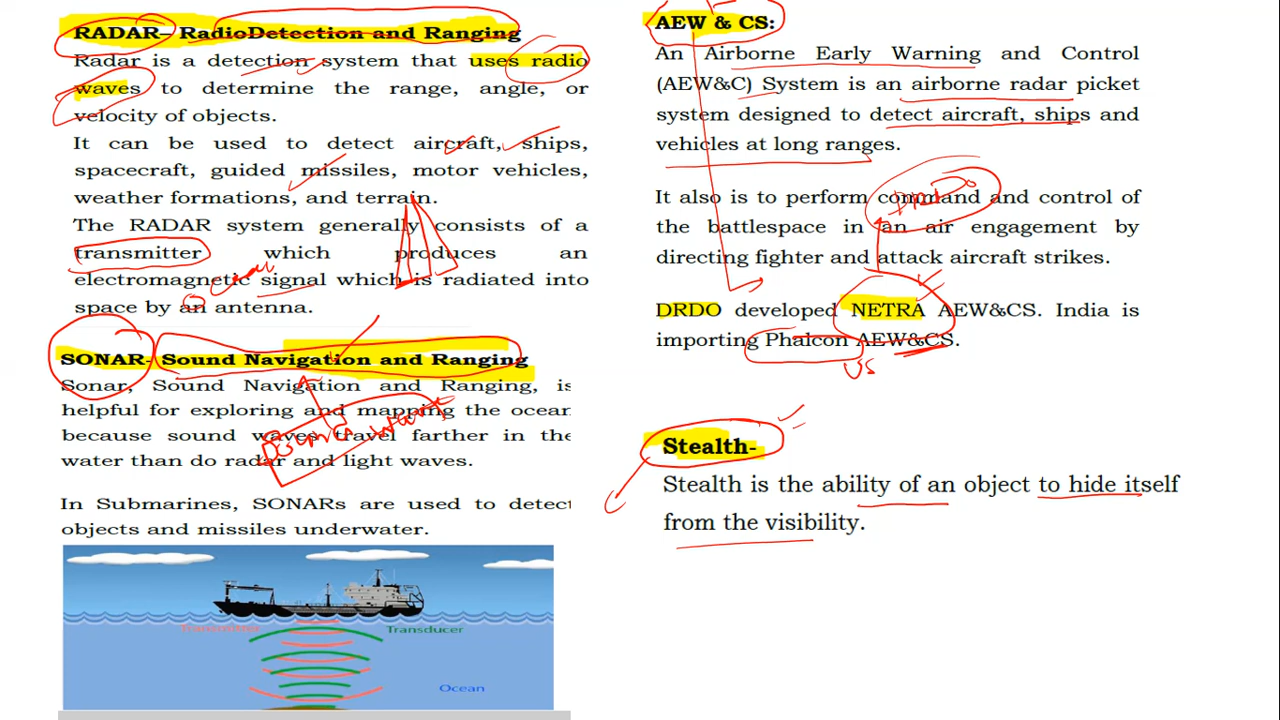 RADAR– RadioDetection and Ranging
Radar is a detection system that uses radio
waves to determine the range, angle, or
velocity of objects.
It can be used to detect aircraft, ships,
spacecraft, guided missiles, motor vehicles,
weather formations, and terrain.
The RADAR system generally consists of a
transmitter which produces an
electromagnetic signal which is radiated into
space by an antenna.
SONAR- Sound Navigation and Ranging
Sonar, Sound Navigation and Ranging, is
helpful for exploring and mapping the ocean
because sound waves travel farther in the
water than do radar and light waves.
In Submarines, SONARs are used to detect
objects and missiles underwater.
Transmitter
Transducer
Ocean
AEW & CS:
An Airborne Early Warning and Control
(AEW&C) System is an airborne radar picket
system designed to detect aircraft, ships and
vehicles at long ranges.
It also is to perform command and control of
DRDO
the battlespace in an air engagement by
directing fighter and attack aircraft strikes.
DRDO developed NETRA AEW&CS. India is
importing Phalcon AEW&CS.
US
Stealth-
Stealth is the ability of an object to hide itself
from the visibility.